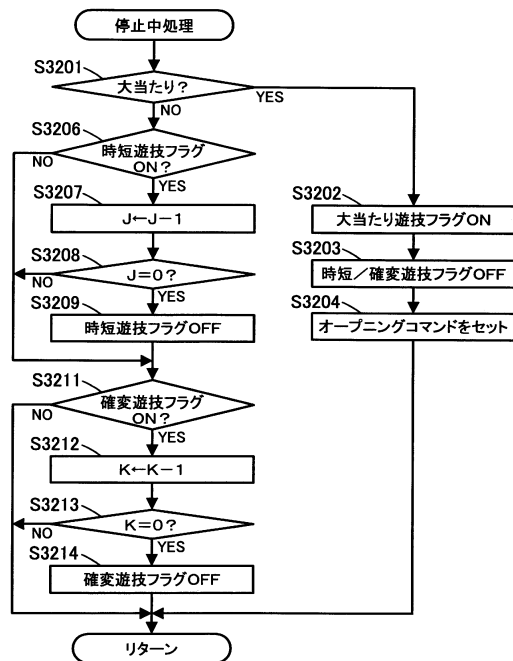 停止中処理
S3201
大当たり?
YES
NO
S3206
時短遊技フラグ
ON?
NO
YES
S3207
J←J－1
S3208
J=0?
NO
YES
S3209
時短遊技フラグOFF
S3202
大当たり遊技フラグON
S3203
時短／確変遊技フラグOFF
S3204
オープニングコマンドをセット
S3211
確変遊技フラグ
ON?
NO
YES
S3212
K←K－1
S3213
K=0?
NO
YES
S3214
確変遊技フラグOFF
リターン